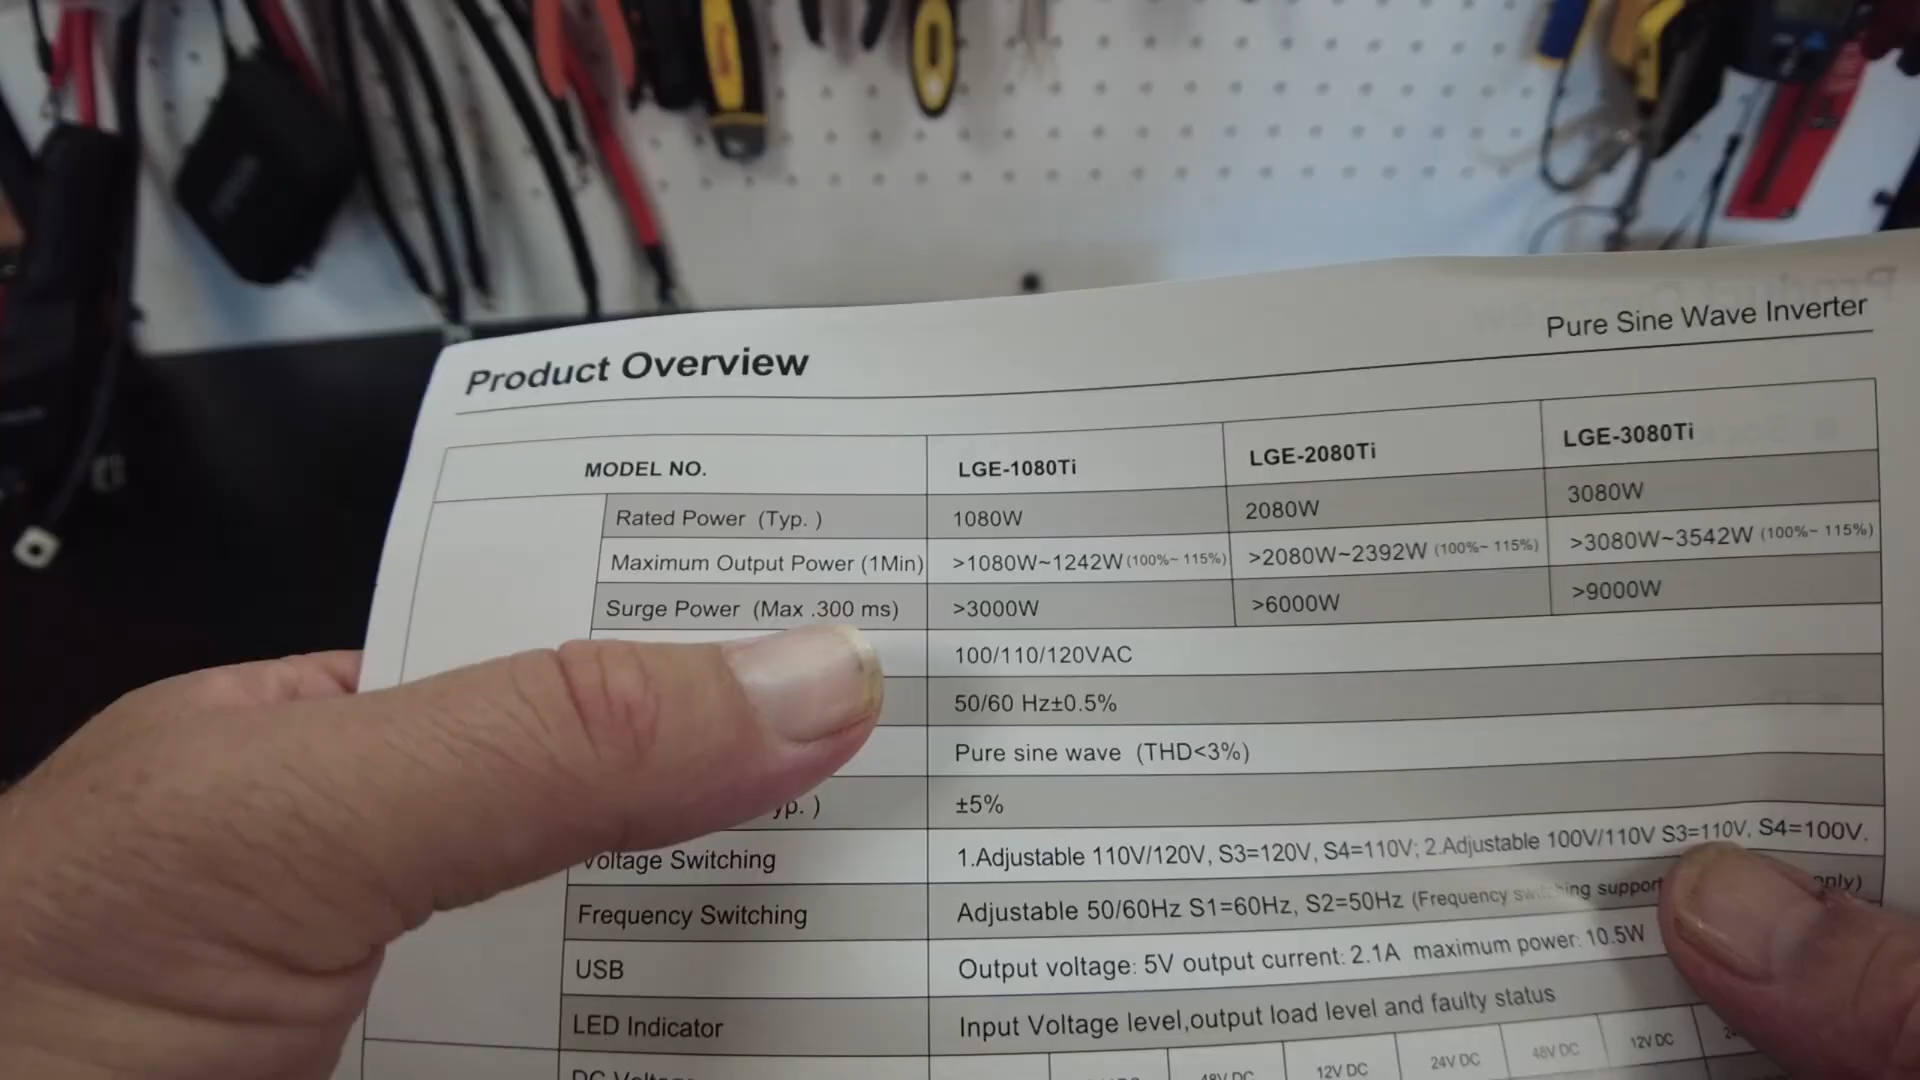 Pure Sine Wave Inverter
Product Overview
MODEL NO. LGE-1080Ti LGE-2080Ti LGE-3080Ti
Rated Power (Typ. ) 1080W 2080W 3080W
Maximum Output Power (1Min) >1080W~1242W (100%~ 115%) >2080W~2392W (100%~ 115%) >3080W~3542W (100%~ 115%)
Surge Power (Max .300 ms) >3000W >6000W >9000W
100/110/120VAC
50/60 Hz±0.5%
Pure sine wave (THD<3%)
yp. ) ±5%
Voltage Switching 1.Adjustable 110V/120V, S3=120V, S4=110V; 2.Adjustable 100V/110V S3=110V, S4=100V.
Frequency Switching Adjustable 50/60Hz S1=60Hz, S2=50Hz (Frequency switching support only)
USB Output voltage: 5V output current: 2.1A maximum power: 10.5W
LED Indicator Input Voltage level,output load level and faulty status
DC 48V DC 12V DC 24V DC 48V DC 12V DC